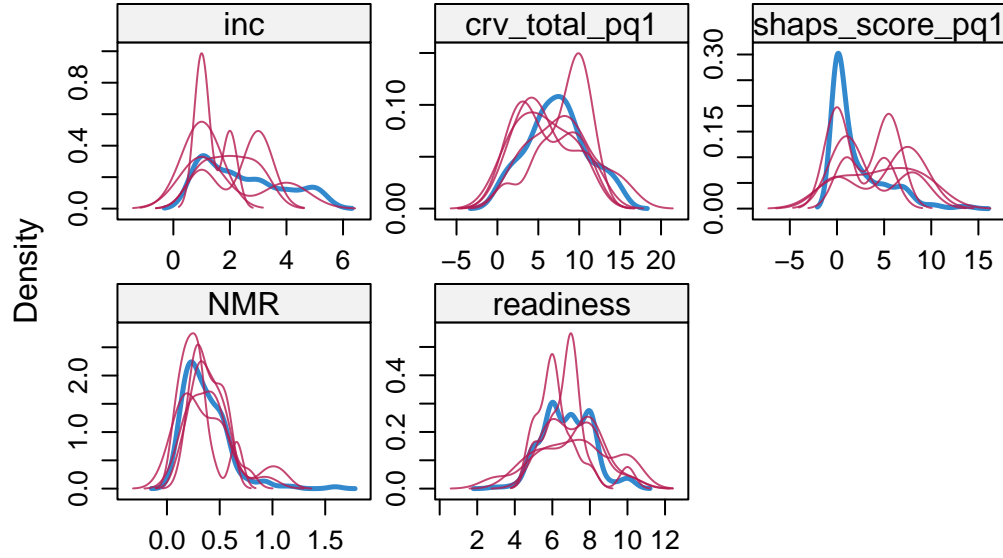 inc
crv_total_pq1
shaps_score_pq1
0.0 0.4 0.8
0.00 0.10
0.00 0.15 0.30
0 2 4 6
−5 0 5 10 15 20
−5 0 5 10 15
Density
NMR
readiness
0.0 1.0 2.0
0.0 0.2 0.4
0.0 0.5 1.0 1.5
2 4 6 8 10 12